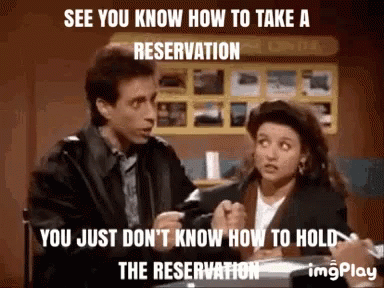 SEE YOU KNOW HOW TO TAKE A
RESERVATION
YOU JUST DON'T KNOW HOW TO HOLD
THE RESERVATION
imgPlay